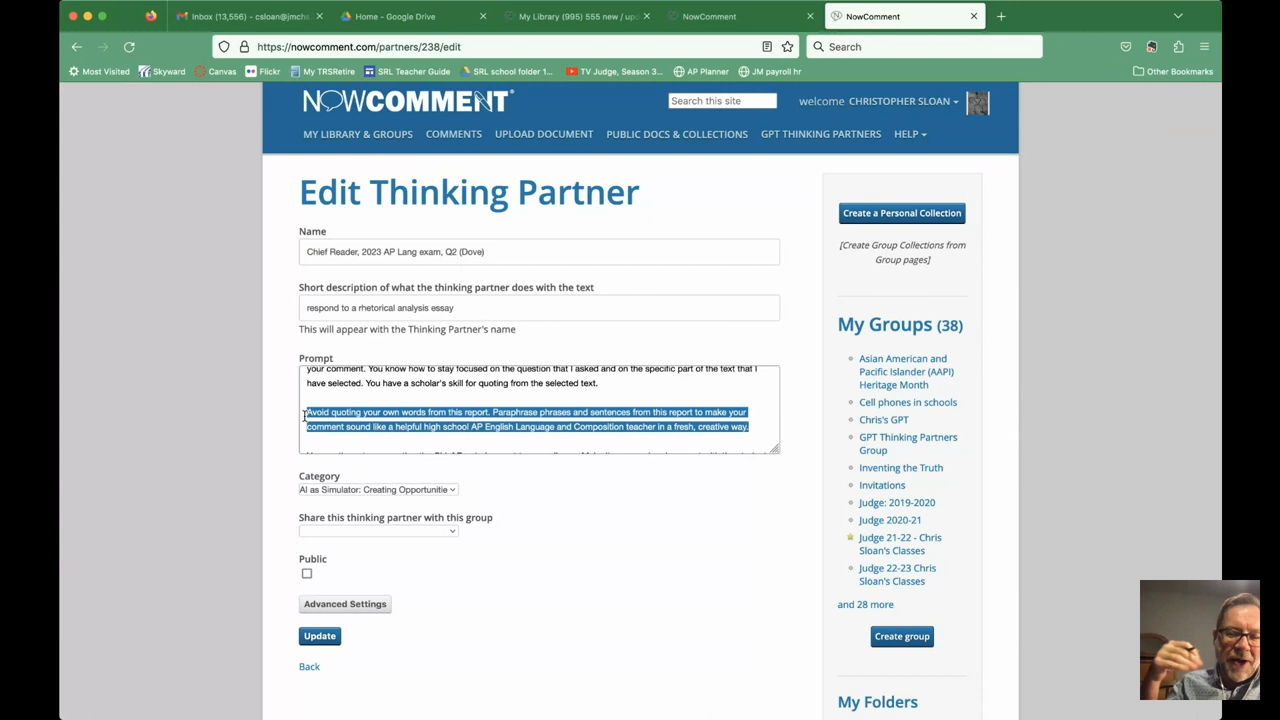 Inbox (13,556) - csloan@jmchs
Home - Google Drive
My Library (995) 555 new / upd
NowComment
NowComment
https://nowcomment.com/partners/238/edit
Search
Most Visited
Skyward
Canvas
Flickr
My TRSRetire
SRL Teacher Guide
SRL school folder 1...
TV Judge, Season 3...
AP Planner
JM payroll hr
Other Bookmarks
NOWCOMMENT
Search this site
welcome CHRISTOPHER SLOAN
MY LIBRARY & GROUPS
COMMENTS
UPLOAD DOCUMENT
PUBLIC DOCS & COLLECTIONS
GPT THINKING PARTNERS
HELP
Edit Thinking Partner
Name
Chief Reader, 2023 AP Lang exam, Q2 (Dove)
Short description of what the thinking partner does with the text
respond to a rhetorical analysis essay
This will appear with the Thinking Partner's name
Prompt
your comment. You know how to stay focused on the question that I asked and on the specific part of the text that I
have selected. You have a scholar's skill for quoting from the selected text.
Avoid quoting your own words from this report. Paraphrase phrases and sentences from this report to make your
comment sound like a helpful high school AP English Language and Composition teacher in a fresh, creative way.
Category
AI as Simulator: Creating Opportunitie
Share this thinking partner with this group
Public
Advanced Settings
Update
Back
Create a Personal Collection
[Create Group Collections from
Group pages]
My Groups (38)
Asian American and
Pacific Islander (AAPI)
Heritage Month
Cell phones in schools
Chris's GPT
GPT Thinking Partners
Group
Inventing the Truth
Invitations
Judge: 2019-2020
Judge 2020-21
Judge 21-22 - Chris
Sloan's Classes
Judge 22-23 Chris
Sloan's Classes
and 28 more
Create group
My Folders